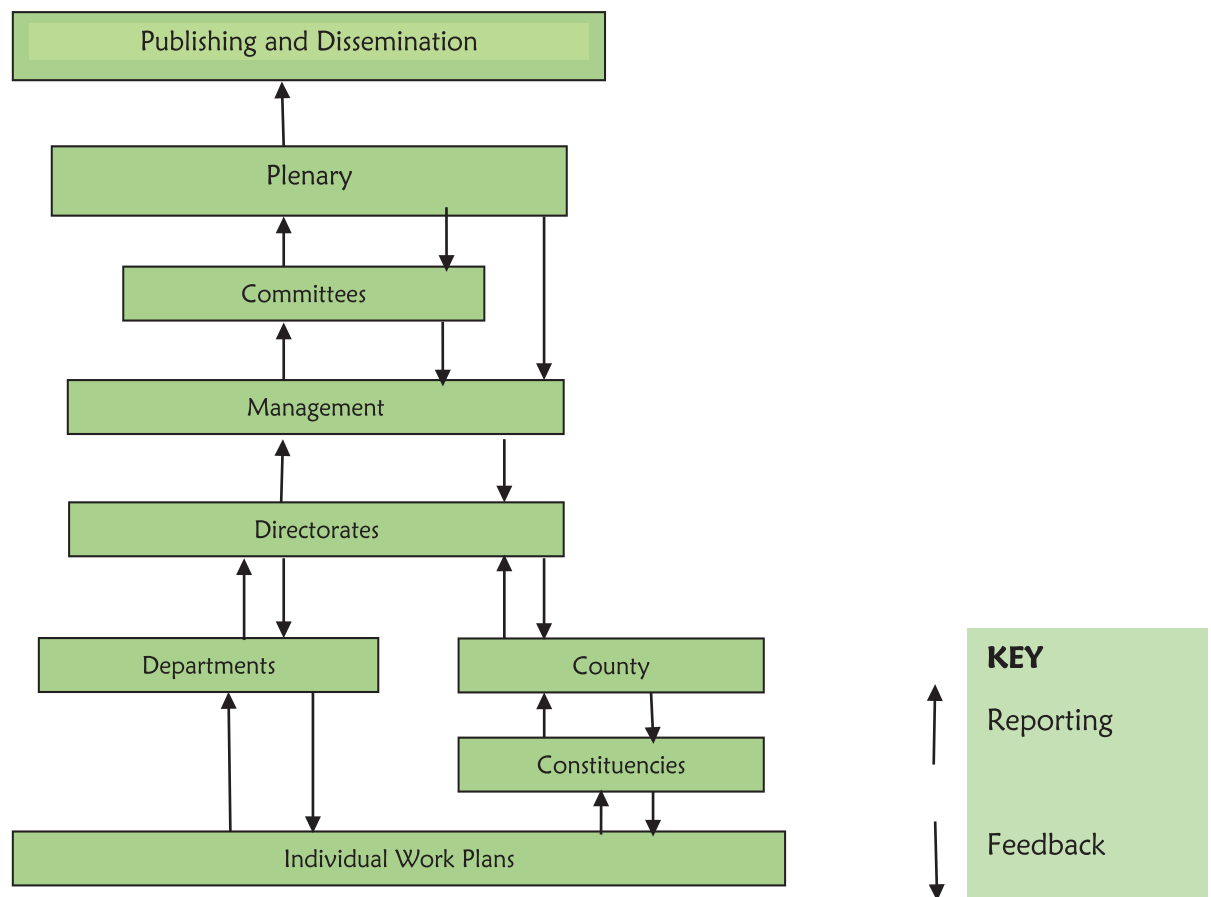 Publishing and Dissemination
Plenary
Committees
Management
Directorates
Departments
County
Constituencies
Individual Work Plans
KEY
Reporting
Feedback